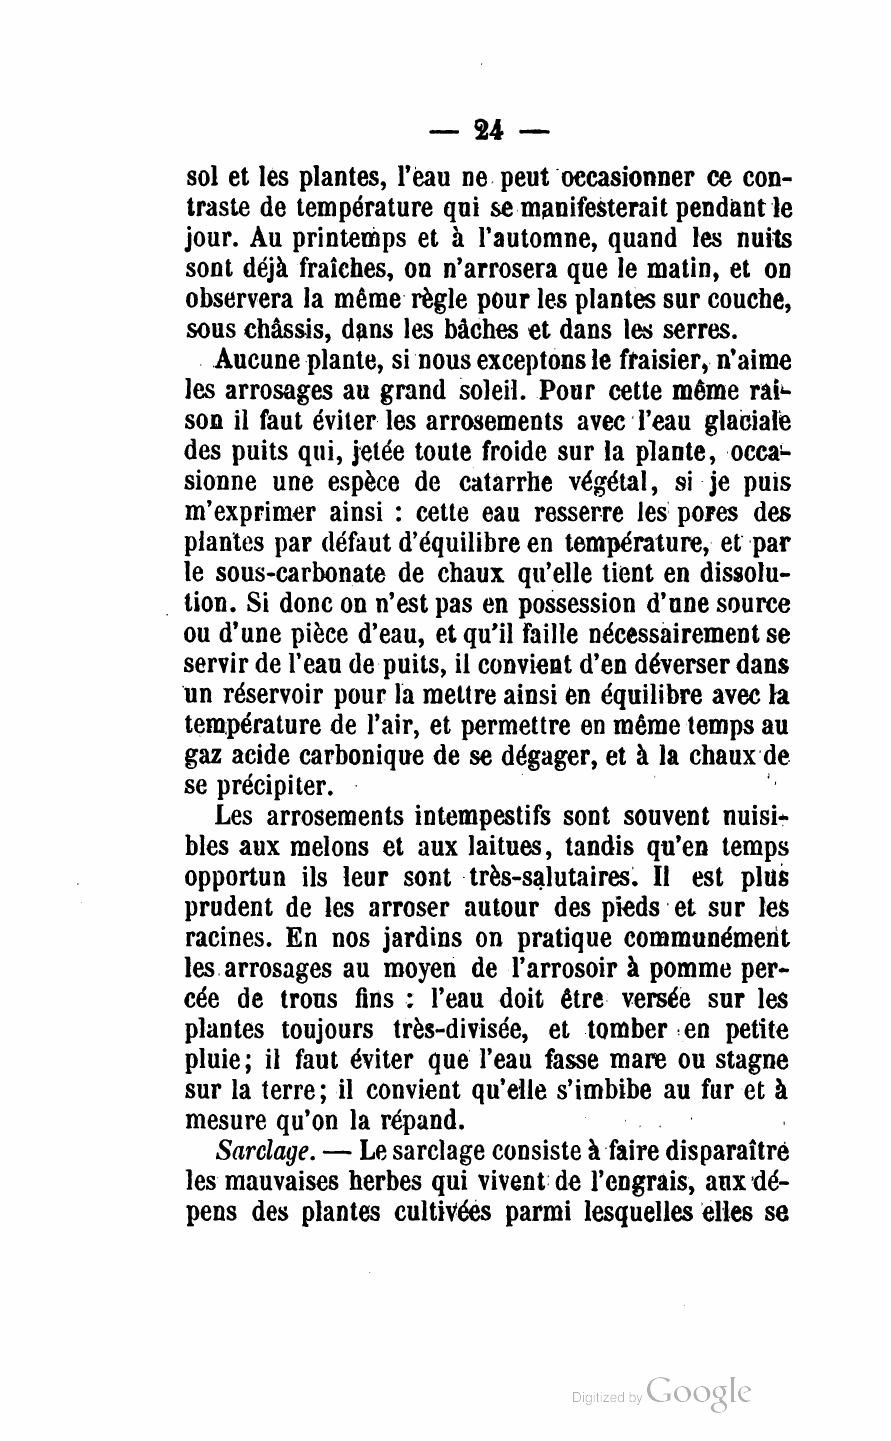 — 24 —
sol et les plantes, l'eau ne peut occasionner ce con-
traste de température qui se manifesterait pendant le
jour. Au printemps et à l'automne, quand les nuits
sont déjà fraîches, on n'arrosera que le matin, et on
observera la même règle pour les plantes sur couche,
sous châssis, dans les bâches et dans les serres.
Aucune plante, si nous exceptons le fraisier, n'aime
les arrosages au grand soleil. Pour cette même rai-
son il faut éviter les arrosements avec l'eau glaciale
des puits qui, jetée toute froide sur la plante, occa-
sionne une espèce de catarrhe végétal, si je puis
m'exprimer ainsi : cette eau resserre les pores des
plantes par défaut d'équilibre en température, et par
le sous-carbonate de chaux qu'elle tient en dissolu-
tion. Si donc on n'est pas en possession d'une source
ou d'une pièce d'eau, et qu'il faille nécessairement se
servir de l'eau de puits, il convient d'en déverser dans
un réservoir pour la mettre ainsi en équilibre avec la
température de l'air, et permettre en même temps au
gaz acide carbonique de se dégager, et à la chaux de
se précipiter.
Les arrosements intempestifs sont souvent nuisi-
bles aux melons et aux laitues, tandis qu'en temps
opportun ils leur sont très-salutaires. Il est plus
prudent de les arroser autour des pieds et sur les
racines. En nos jardins on pratique communément
les arrosages au moyen de l'arrosoir à pomme per-
cée de trous fins : l'eau doit être versée sur les
plantes toujours très-divisée, et tomber en petite
pluie; il faut éviter que l'eau fasse mare ou stagne
sur la terre; il convient qu'elle s'imbibe au fur et à
mesure qu'on la répand.
Sarclage. — Le sarclage consiste à faire disparaître
les mauvaises herbes qui vivent de l'engrais, aux dé-
pens des plantes cultivées parmi lesquelles elles se
Digitized by Google